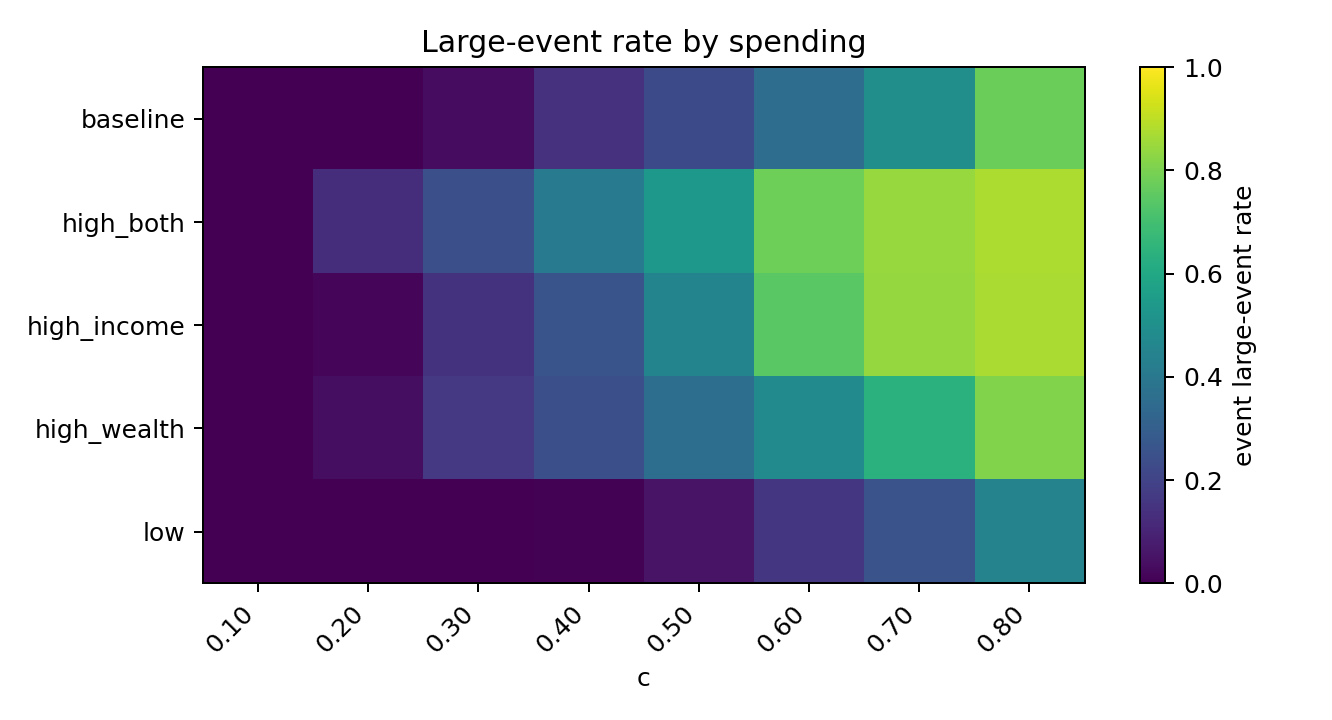 Large-event rate by spending
baseline
high_both
high_income
high_wealth
low
0.10
0.20
0.30
0.40
0.50
0.60
0.70
0.80
c
1.0
0.8
0.6
0.4
0.2
0.0
event large-event rate